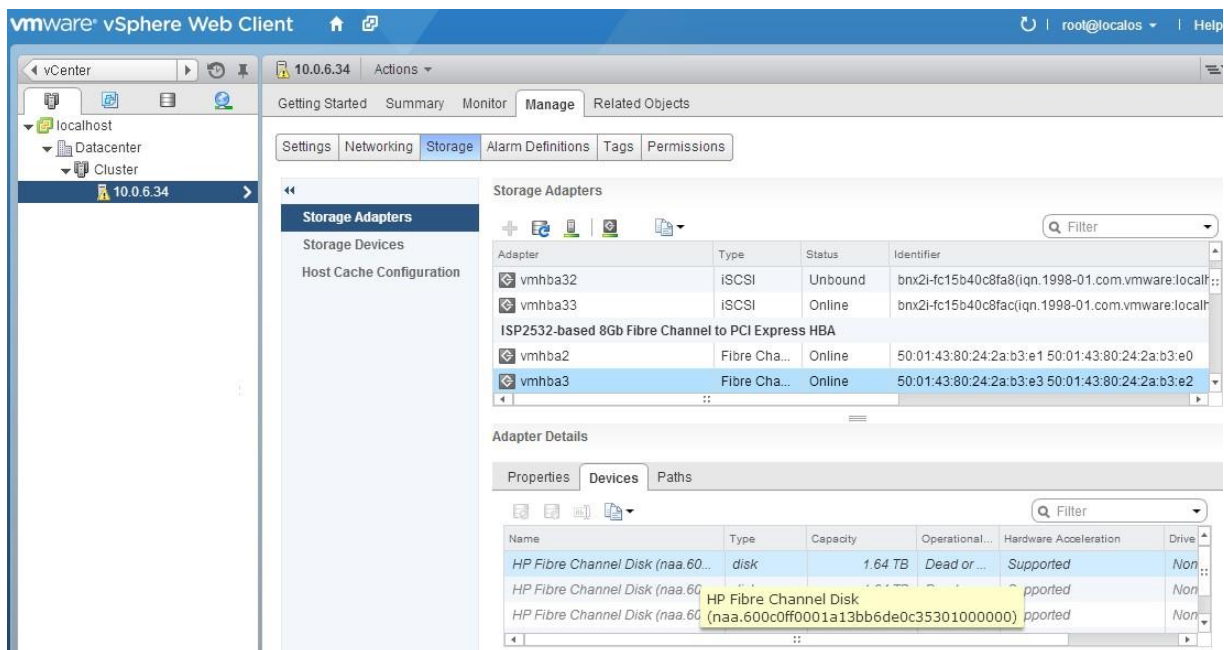 vmware® vSphere Web Client
root@localos
Help
vCenter
10.0.6.34 Actions
Getting Started Summary Monitor Manage Related Objects
localhost
Datacenter
Cluster
10.0.6.34
Settings Networking Storage Alarm Definitions Tags Permissions
Storage Adapters
Storage Devices
Host Cache Configuration
Storage Adapters
Filter
Adapter Type Status Identifier
vmhba32 iSCSI Unbound bnx2i-fc15b40c8fa8(iqn.1998-01.com.vmware:localh
vmhba33 iSCSI Online bnx2i-fc15b40c8fac(iqn.1998-01.com.vmware:localh
ISP2532-based 8Gb Fibre Channel to PCI Express HBA
vmhba2 Fibre Cha... Online 50:01:43:80:24:2a:b3:e1 50:01:43:80:24:2a:b3:e0
vmhba3 Fibre Cha... Online 50:01:43:80:24:2a:b3:e3 50:01:43:80:24:2a:b3:e2
Adapter Details
Properties Devices Paths
Filter
Name Type Capacity Operational... Hardware Acceleration Drive
HP Fibre Channel Disk (naa.60... disk 1.64 TB Dead or ... Supported Non
HP Fibre Channel Disk (naa.60 Non
HP Fibre Channel Disk (naa.60 Non
HP Fibre Channel Disk
(naa.600c0ff0001a13bb6de0c35301000000)